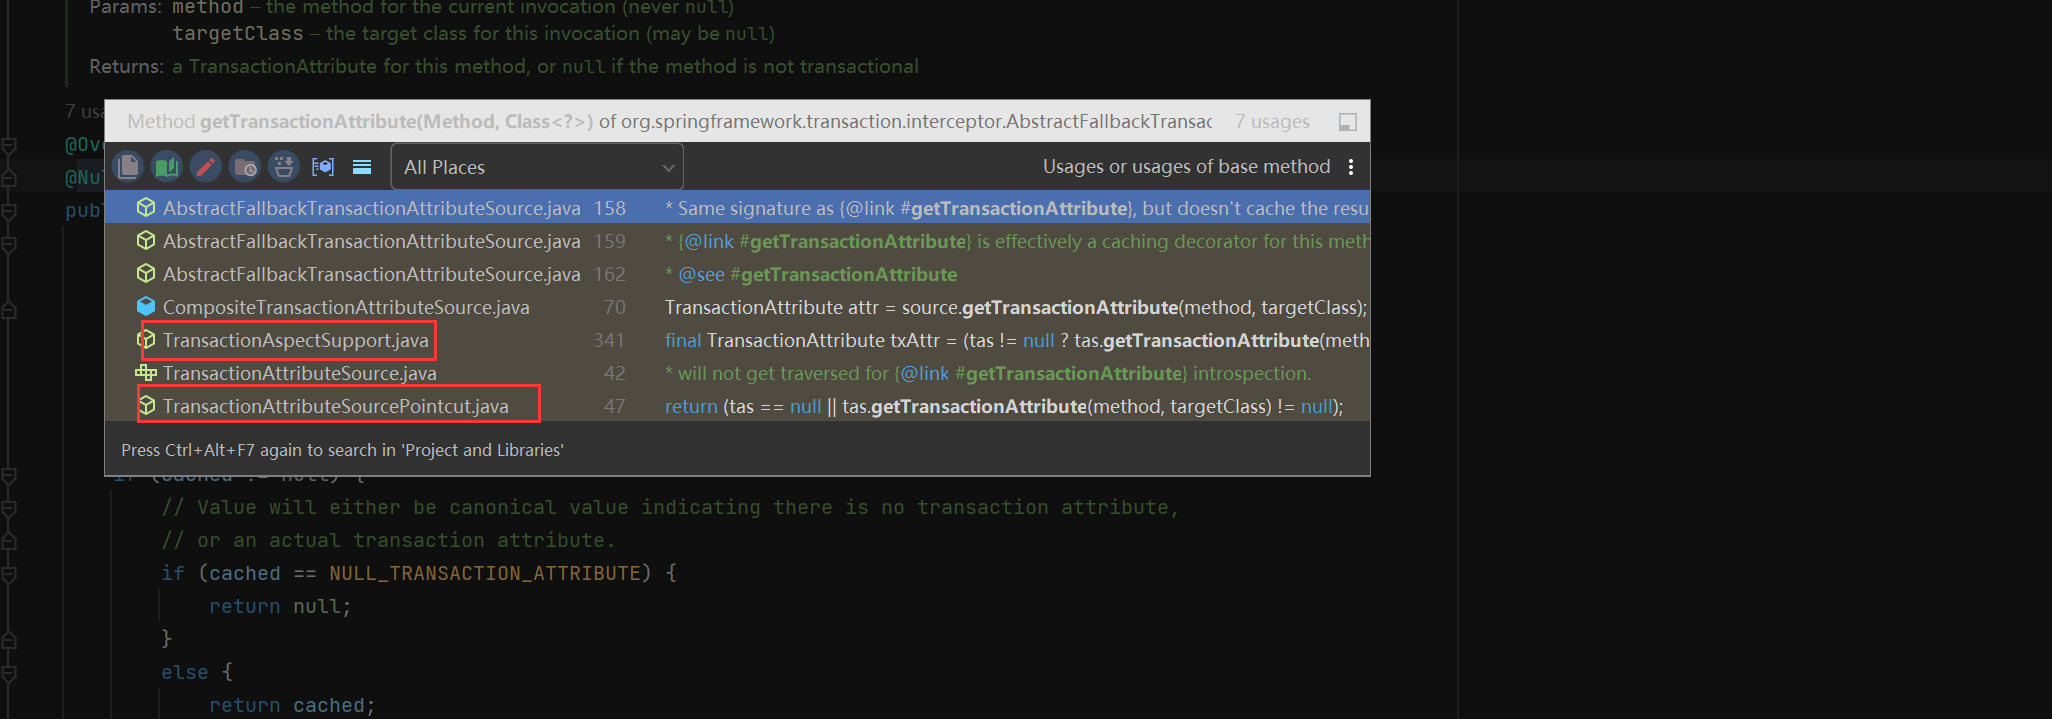 Params: method – the method for the current invocation (never null)
targetClass – the target class for this invocation (may be null)
Returns: a TransactionAttribute for this method, or null if the method is not transactional
7 usa
Method getTransactionAttribute(Method, Class<?>) of org.springframework.transaction.interceptor.AbstractFallbackTransac 7 usages
@Ov
All Places
Usages or usages of base method
@Nu
publ
AbstractFallbackTransactionAttributeSource.java 158 * Same signature as {@link #getTransactionAttribute}, but doesn't cache the resu
AbstractFallbackTransactionAttributeSource.java 159 * {@link #getTransactionAttribute} is effectively a caching decorator for this meth
AbstractFallbackTransactionAttributeSource.java 162 * @see #getTransactionAttribute
CompositeTransactionAttributeSource.java 70 TransactionAttribute attr = source.getTransactionAttribute(method, targetClass);
TransactionAspectSupport.java 341 final TransactionAttribute txAttr = (tas != null ? tas.getTransactionAttribute(meth
TransactionAttributeSource.java 42 * will not get traversed for {@link #getTransactionAttribute} introspection.
TransactionAttributeSourcePointcut.java 47 return (tas == null || tas.getTransactionAttribute(method, targetClass) != null);
Press Ctrl+Alt+F7 again to search in 'Project and Libraries'
if (cached != null) {
// Value will either be canonical value indicating there is no transaction attribute,
// or an actual transaction attribute.
if (cached == NULL_TRANSACTION_ATTRIBUTE) {
return null;
}
else {
return cached;